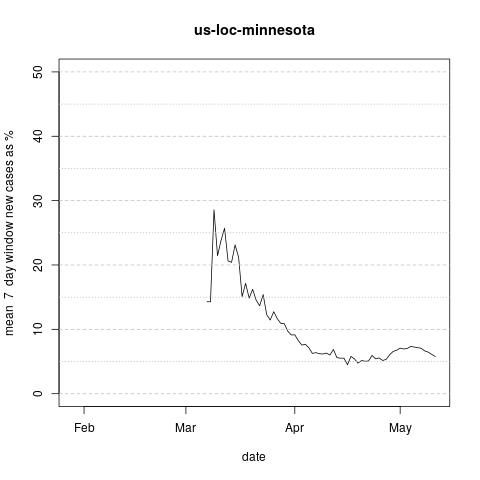 us-loc-minnesota
mean  7  day window new cases as %
50
40
30
20
10
0
Feb
Mar
Apr
May
date